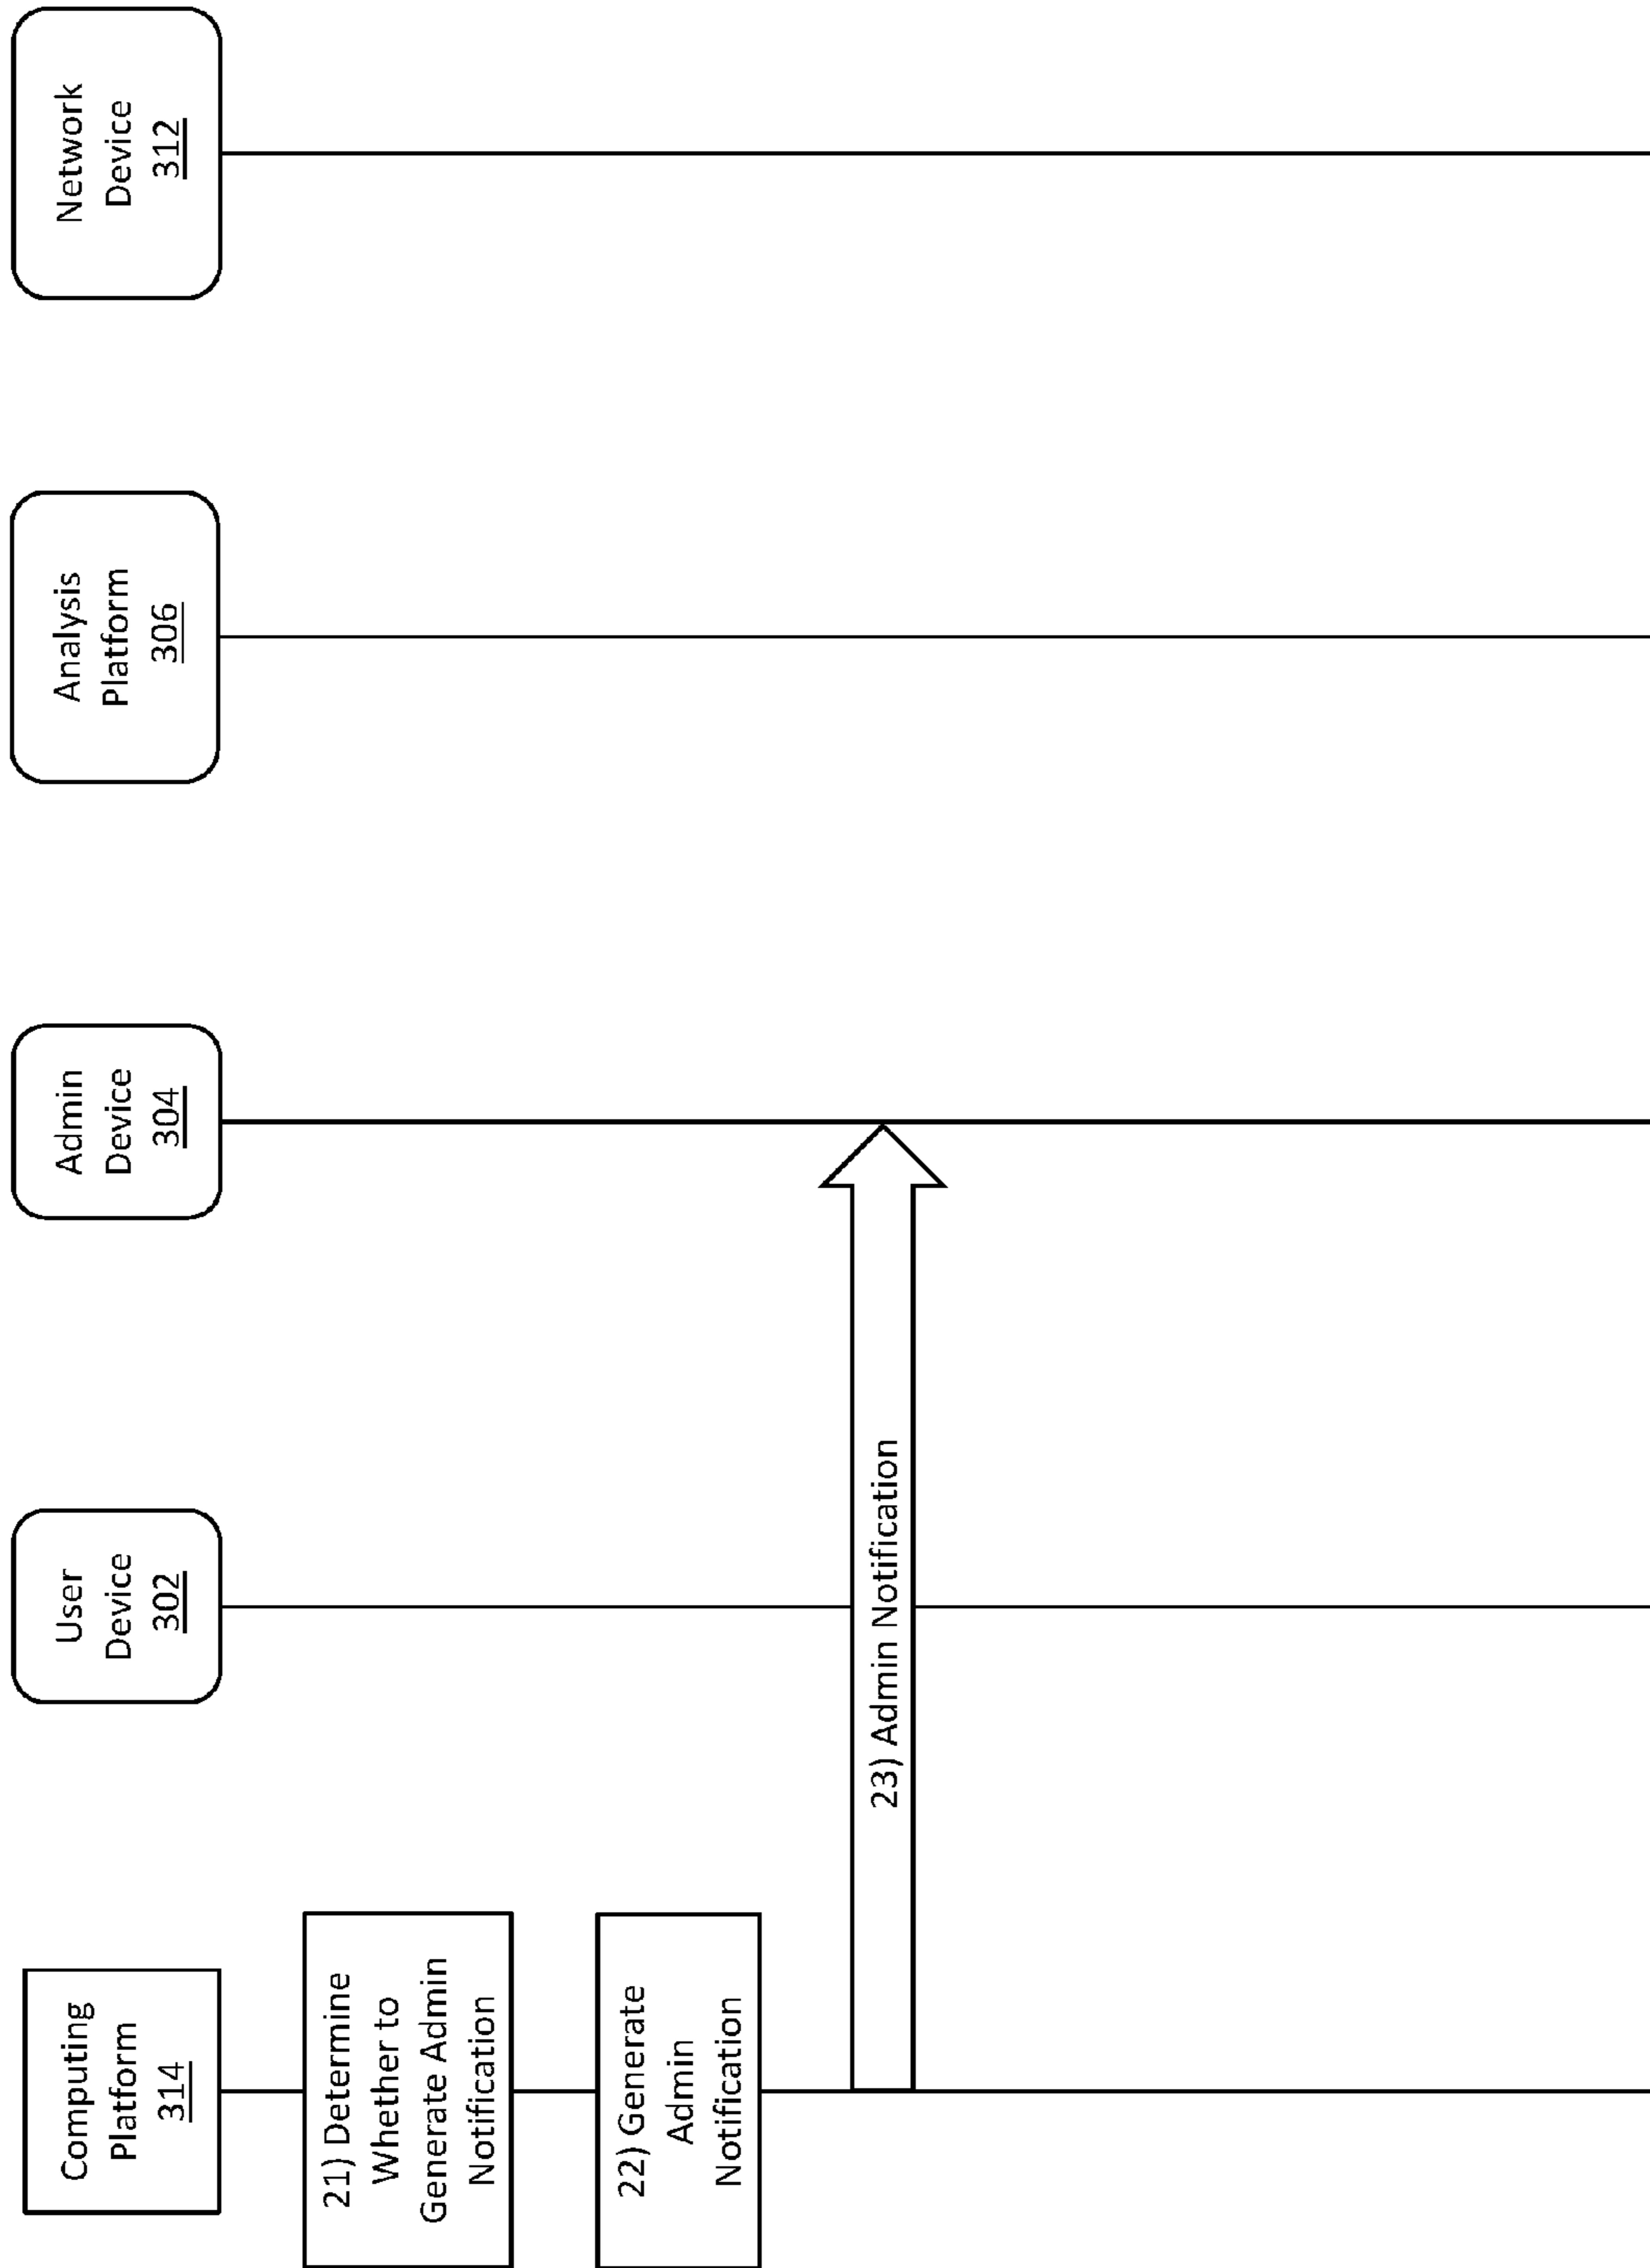 Computing
Platform
314
User
Device
302
Admin
Device
304
Analysis
Platform
306
Network
Device
312
21) Determine
Whether to
Generate Admin
Notification
22) Generate
Admin
Notification
23) Admin Notification